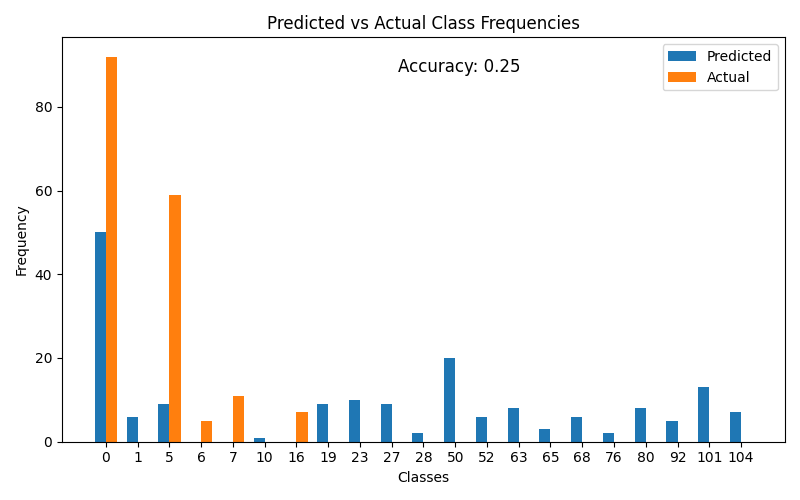 Predicted vs Actual Class Frequencies
Accuracy: 0.25
Predicted
Actual
Frequency
80
60
40
20
0
0 1 5 6 7 10 16 19 23 27 28 50 52 63 65 68 76 80 92 101 104
Classes